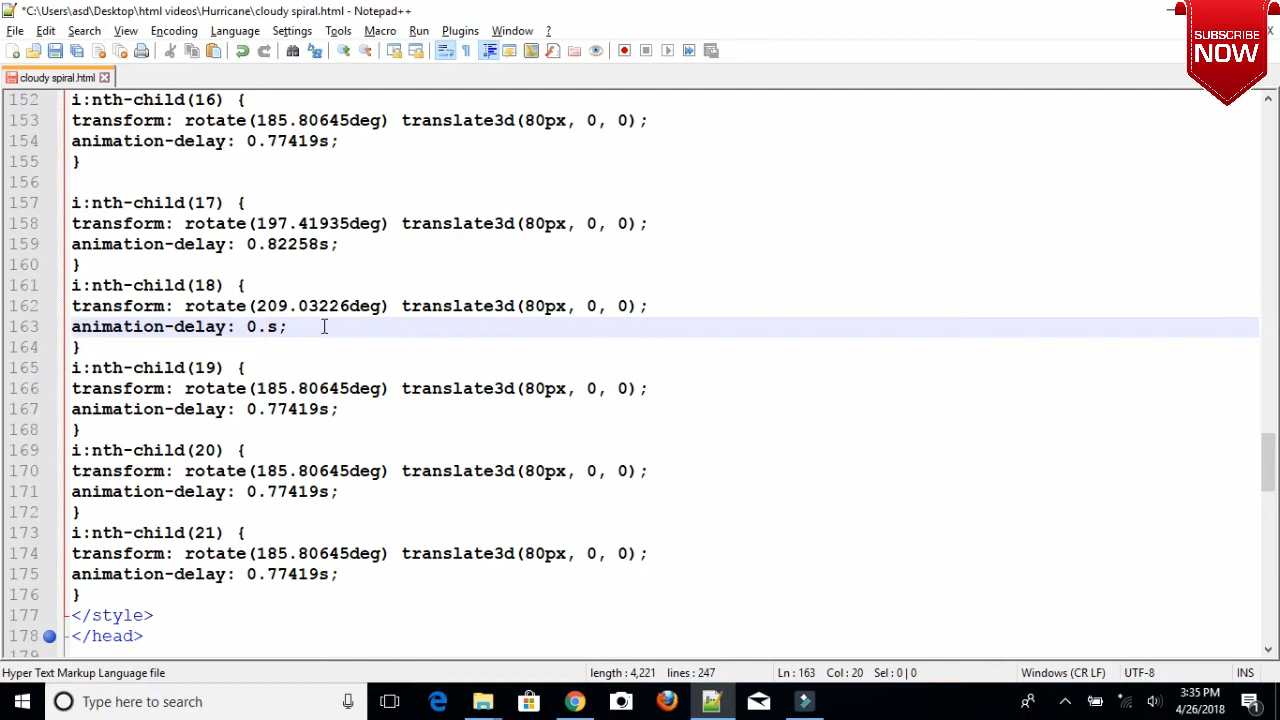 *C:\Users\asd\Desktop\html videos\Hurricane\cloudy spiral.html - Notepad++
File Edit Search View Encoding Language Settings Tools Macro Run Plugins Window ?
SUBSCRIBE
NOW
cloudy spiral.html
152 i:nth-child(16) {
153 transform: rotate(185.80645deg) translate3d(80px, 0, 0);
154 animation-delay: 0.77419s;
155 }
156
157 i:nth-child(17) {
158 transform: rotate(197.41935deg) translate3d(80px, 0, 0);
159 animation-delay: 0.82258s;
160 }
161 i:nth-child(18) {
162 transform: rotate(209.03226deg) translate3d(80px, 0, 0);
163 animation-delay: 0.s;
164 }
165 i:nth-child(19) {
166 transform: rotate(185.80645deg) translate3d(80px, 0, 0);
167 animation-delay: 0.77419s;
168 }
169 i:nth-child(20) {
170 transform: rotate(185.80645deg) translate3d(80px, 0, 0);
171 animation-delay: 0.77419s;
172 }
173 i:nth-child(21) {
174 transform: rotate(185.80645deg) translate3d(80px, 0, 0);
175 animation-delay: 0.77419s;
176 }
177 </style>
178 </head>
179
Hyper Text Markup Language file length : 4,221 lines : 247 Ln : 163 Col : 20 Sel : 0 | 0 Windows (CR LF) UTF-8 INS
Type here to search
3:35 PM
4/26/2018